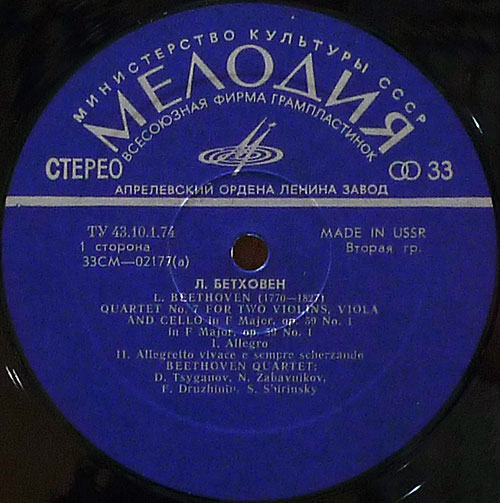 МИНИСТЕРСТВО КУЛЬТУРЫ СССР
МЕЛОДИЯ
ВСЕСОЮЗНАЯ ФИРМА ГРАМПЛАСТИНОК
СТЕРЕО
33
АПРЕЛЕВСКИЙ ОРДЕНА ЛЕНИНА ЗАВОД
ТУ 43.10.1.74
MADE IN USSR
1 сторона
Вторая гр.
33СМ—02177(а)
Л. БЕТХОВЕН
L. BEETHOVEN (1770—1827)
QUARTET No. 7 FOR TWO VIOLINS, VIOLA
AND CELLO in F Major, op. 59 No. 1
in F Major, op. 59 No. 1
I. Allegro
II. Allegretto vivace e sempre scherzando
BEETHOVEN QUARTET:
D. Tsyganov, N. Zabavnikov,
F. Druzhinin, S. Shirinsky